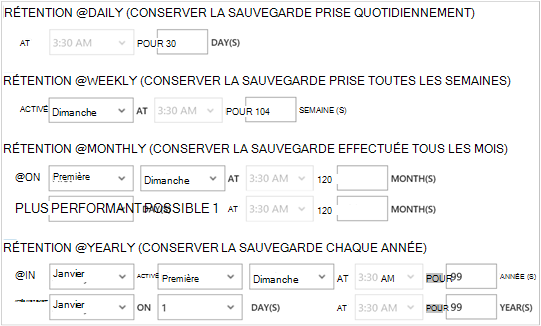 RÉTENTION @DAILY (CONSERVER LA SAUVEGARDE PRISE QUOTIDIENNEMENT)
AT 3:30 AM POUR 30 DAY(S)
RÉTENTION @WEEKLY (CONSERVER LA SAUVEGARDE PRISE TOUTES LES SEMAINES)
ACTIVÉ Dimanche AT 3:30 AM POUR 104 SEMAINE (S)
RÉTENTION @MONTHLY (CONSERVER LA SAUVEGARDE EFFECTUÉE TOUS LES MOIS)
@ON Première Dimanche AT 3:30 AM 120 MONTH(S)
PLUS PERFORMANT POSSIBLE 1 DAY(S) AT 3:30 AM 120 MONTH(S)
RÉTENTION @YEARLY (CONSERVER LA SAUVEGARDE CHAQUE ANNÉE)
@IN Janvier ACTIVÉ Première Dimanche AT 3:30 AM POUR 99 ANNÉE (S)
Janvier ON 1 DAY(S) AT 3:30 AM POUR 99 YEAR(S)